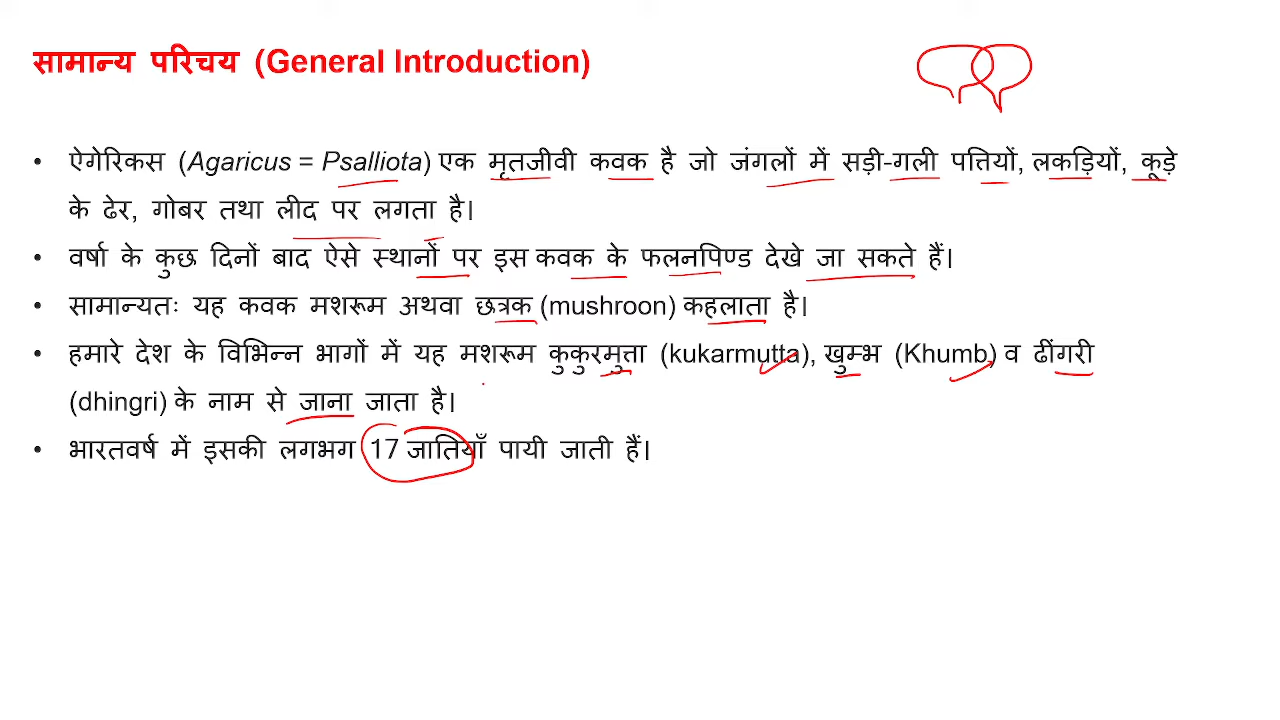 सामान्य परिचय (General Introduction)
• ऐगेरिकस (Agaricus = Psalliota) एक मृतजीवी कवक है जो जंगलों में सड़ी-गली पत्तियों, लकड़ियों, कूड़े
के ढेर, गोबर तथा लीद पर लगता है।
• वर्षा के कुछ दिनों बाद ऐसे स्थानों पर इस कवक के फलनपिण्ड देखे जा सकते हैं।
• सामान्यतः यह कवक मशरूम अथवा छत्रक (mushroon) कहलाता है।
• हमारे देश के विभिन्न भागों में यह मशरूम कुकुरमुत्ता (kukarmutta), खुम्भ (Khumb) व ढींगरी
(dhingri) के नाम से जाना जाता है।
• भारतवर्ष में इसकी लगभग 17 जातियाँ पायी जाती हैं।